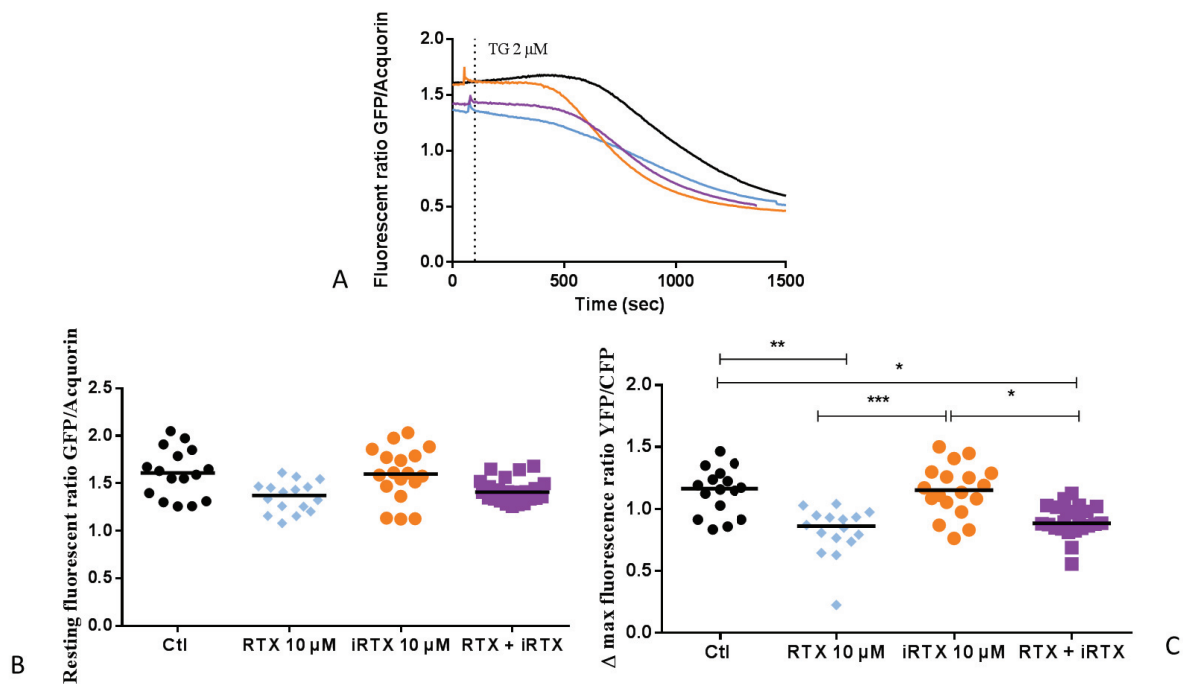 2.0
TG 2 µM
1.5
1.0
0.5
0.0
0 500 1000 1500
Fluorescent ratio GFP/Acquorin
Time (sec)
A
Resting fluorescent ratio GFP/Acquorin
2.5
2.0
1.5
1.0
0.5
0.0
Ctl RTX 10 µM iRTX 10 µM RTX + iRTX
B
Δ max fluorescence ratio YFP/CFP
**
*
*** *
2.0
1.5
1.0
0.5
0.0
Ctl RTX 10 µM iRTX 10 µM RTX + iRTX
C